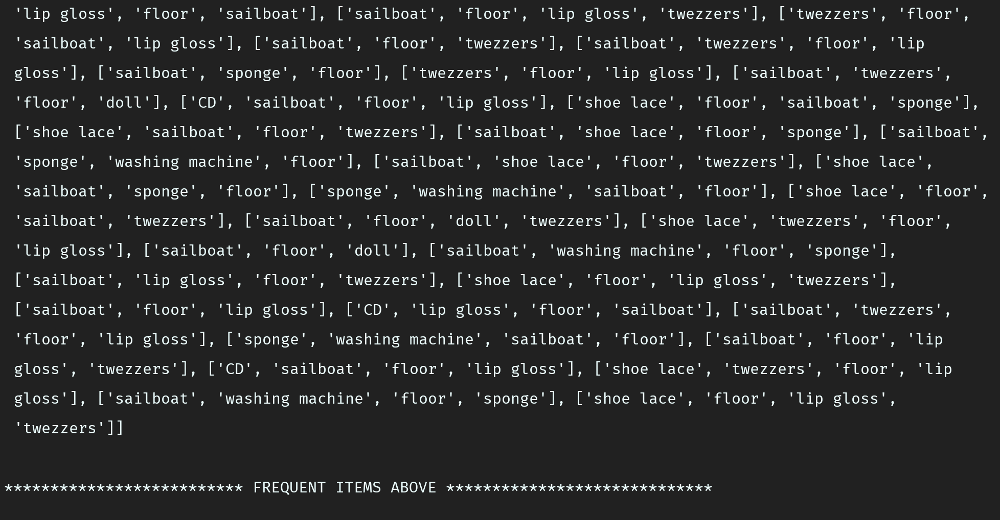 'lip gloss', 'floor', 'sailboat'], ['sailboat', 'floor', 'lip gloss', 'twezzers'], ['twezzers', 'floor',
'sailboat', 'lip gloss'], ['sailboat', 'floor', 'twezzers'], ['sailboat', 'twezzers', 'floor', 'lip
gloss'], ['sailboat', 'sponge', 'floor'], ['twezzers', 'floor', 'lip gloss'], ['sailboat', 'twezzers',
'floor', 'doll'], ['CD', 'sailboat', 'floor', 'lip gloss'], ['shoe lace', 'floor', 'sailboat', 'sponge'],
['shoe lace', 'sailboat', 'floor', 'twezzers'], ['sailboat', 'shoe lace', 'floor', 'sponge'], ['sailboat',
'sponge', 'washing machine', 'floor'], ['sailboat', 'shoe lace', 'floor', 'twezzers'], ['shoe lace',
'sailboat', 'sponge', 'floor'], ['sponge', 'washing machine', 'sailboat', 'floor'], ['shoe lace', 'floor',
'sailboat', 'twezzers'], ['sailboat', 'floor', 'doll', 'twezzers'], ['shoe lace', 'twezzers', 'floor',
'lip gloss'], ['sailboat', 'floor', 'doll'], ['sailboat', 'washing machine', 'floor', 'sponge'],
['sailboat', 'lip gloss', 'floor', 'twezzers'], ['shoe lace', 'floor', 'lip gloss', 'twezzers'],
['sailboat', 'floor', 'lip gloss'], ['CD', 'lip gloss', 'floor', 'sailboat'], ['sailboat', 'twezzers',
'floor', 'lip gloss'], ['sponge', 'washing machine', 'sailboat', 'floor'], ['sailboat', 'floor', 'lip
gloss', 'twezzers'], ['CD', 'sailboat', 'floor', 'lip gloss'], ['shoe lace', 'twezzers', 'floor', 'lip
gloss'], ['sailboat', 'washing machine', 'floor', 'sponge'], ['shoe lace', 'floor', 'lip gloss',
'twezzers']]
************************** FREQUENT ITEMS ABOVE *****************************